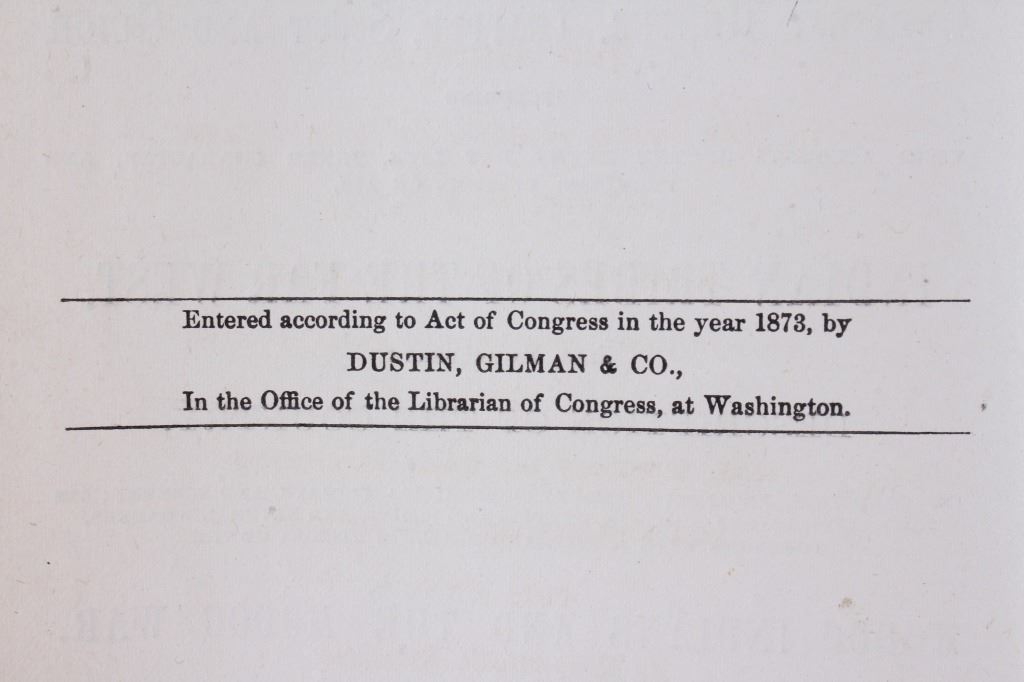 Entered according to Act of Congress in the year 1873, by
DUSTIN, GILMAN & CO.,
In the Office of the Librarian of Congress, at Washington.